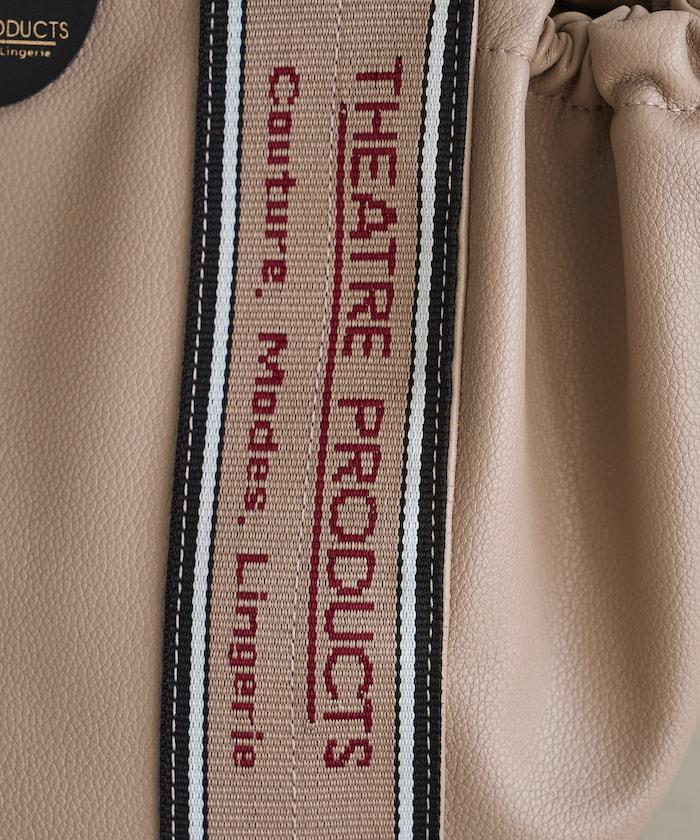 ODUCTS
Lingerie
THEATRE PRODUCTS
Couture. Modes. Lingerie